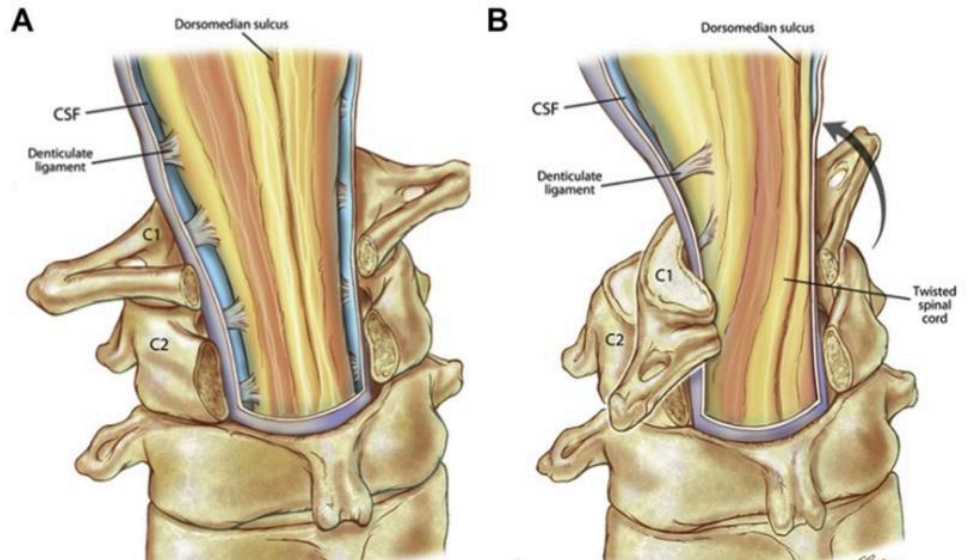 A
Dorsomedian sulcus
CSF
Denticulate
ligament
C1
C2
B
Dorsomedian sulcus
CSF
Denticulate
ligament
C1
C2
Twisted
spinal
cord